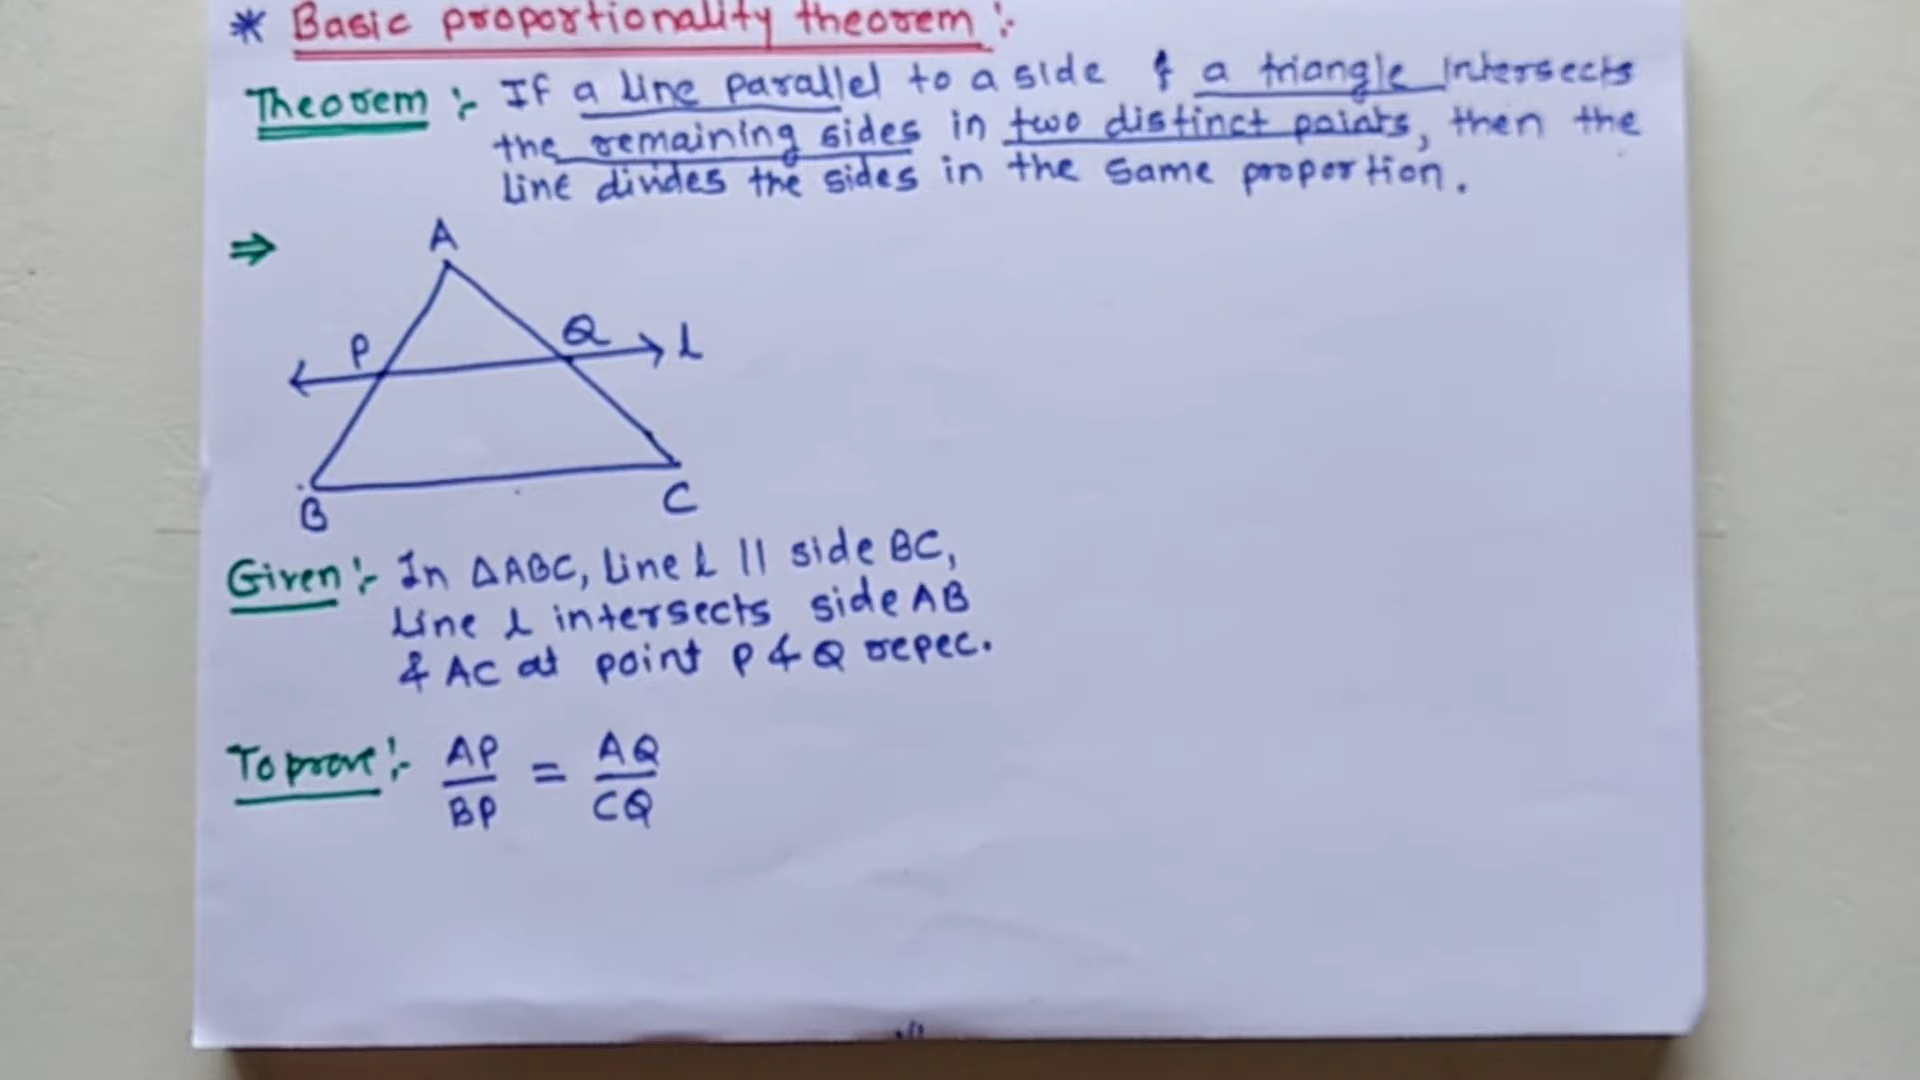 * Basic proportionality theorem :-
Theorem :- If a line parallel to a side & a triangle intersects
the remaining sides in two distinct points, then the
line divides the sides in the same proportion.
⇒
A
P
Q
l
B
C
Given :- In ΔABC, line l || side BC,
Line l intersects side AB
& AC at point P & Q repec.
To prove :- AP/BP = AQ/CQ